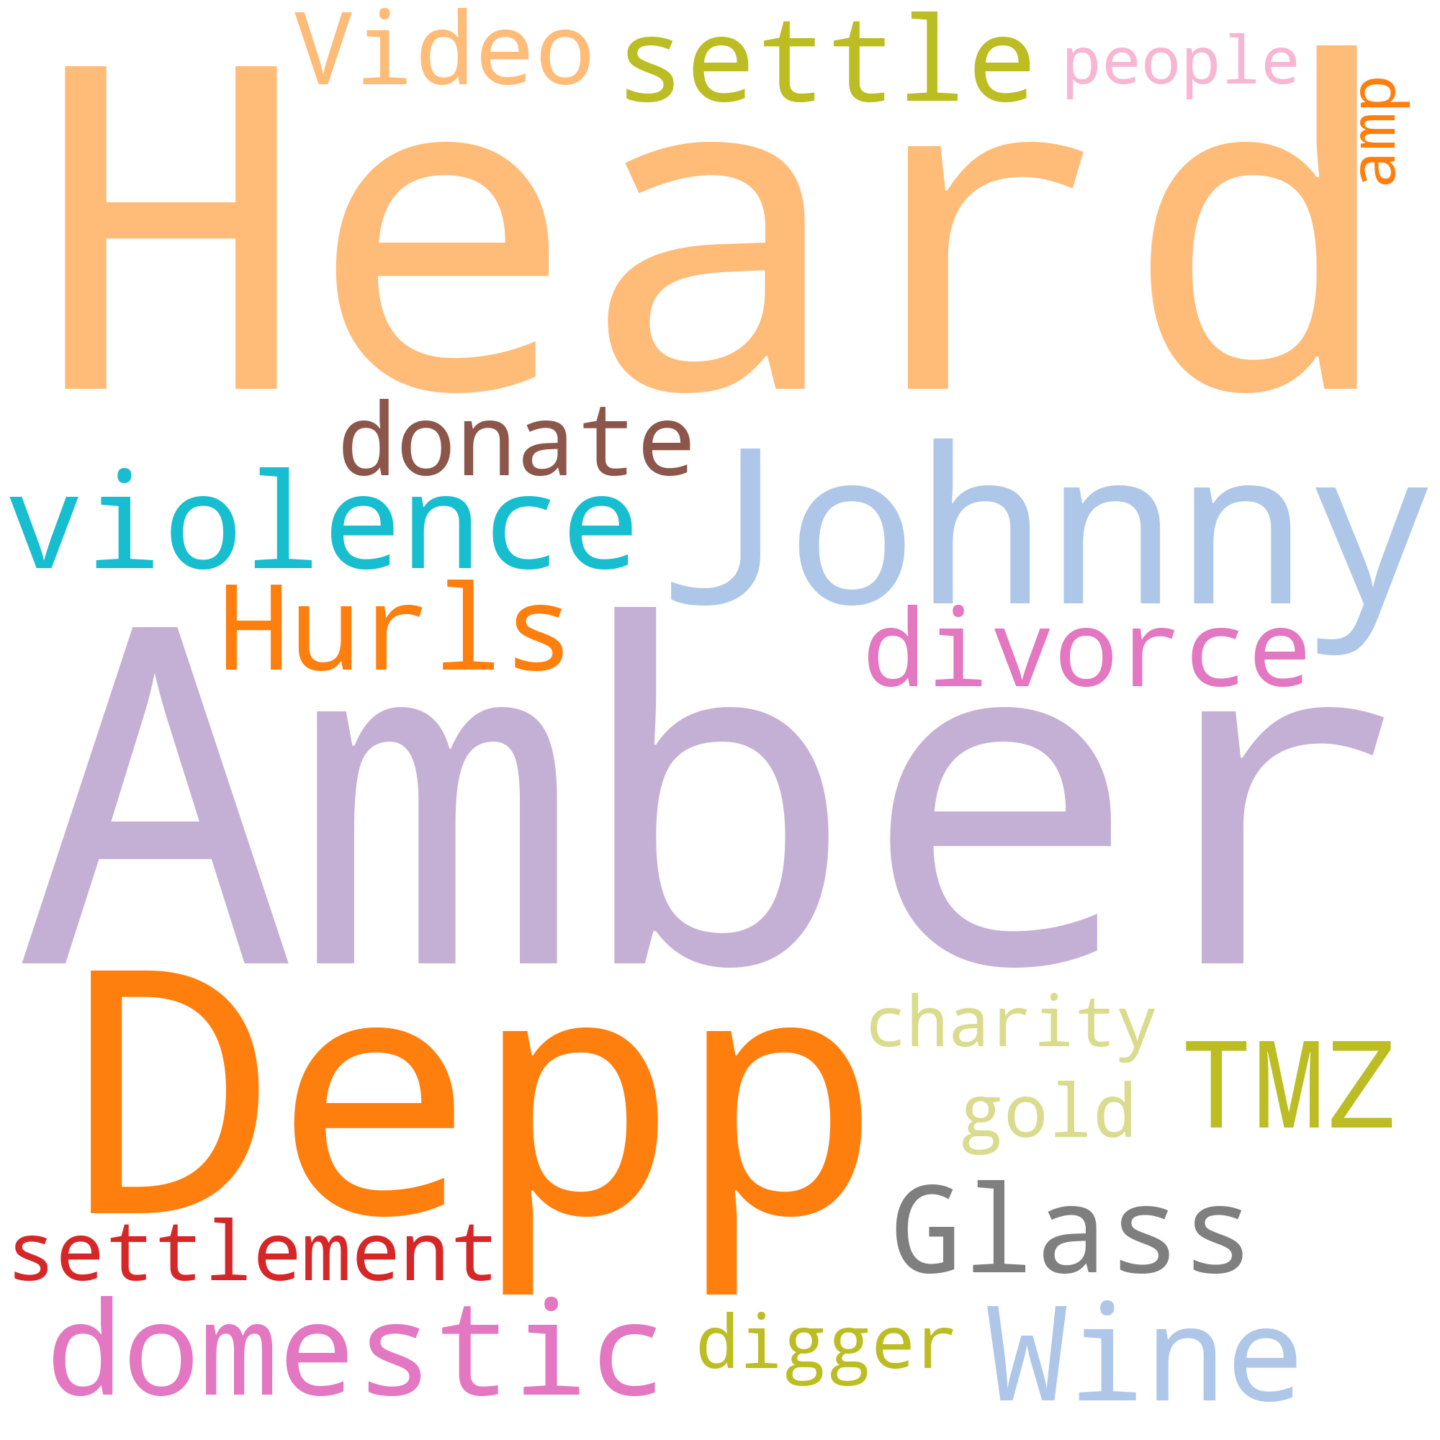 Video settle people
amp
Heard
donate
Johnny
violence
Hurls
divorce
Amber
Depp
charity
TMZ
gold
Glass
settlement
domestic
digger
Wine